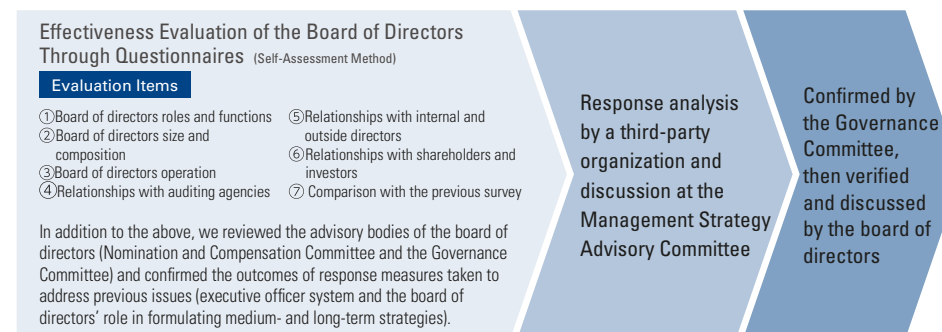 Effectiveness Evaluation of the Board of Directors
Through Questionnaires (Self-Assessment Method)
Evaluation Items
①Board of directors roles and functions
②Board of directors size and
composition
③Board of directors operation
④Relationships with auditing agencies
⑤Relationships with internal and
outside directors
⑥Relationships with shareholders and
investors
⑦ Comparison with the previous survey
In addition to the above, we reviewed the advisory bodies of the board of
directors (Nomination and Compensation Committee and the Governance
Committee) and confirmed the outcomes of response measures taken to
address previous issues (executive officer system and the board of
directors' role in formulating medium- and long-term strategies).
Response analysis
by a third-party
organization and
discussion at the
Management Strategy
Advisory Committee
Confirmed by
the Governance
Committee,
then verified
and discussed
by the board of
directors